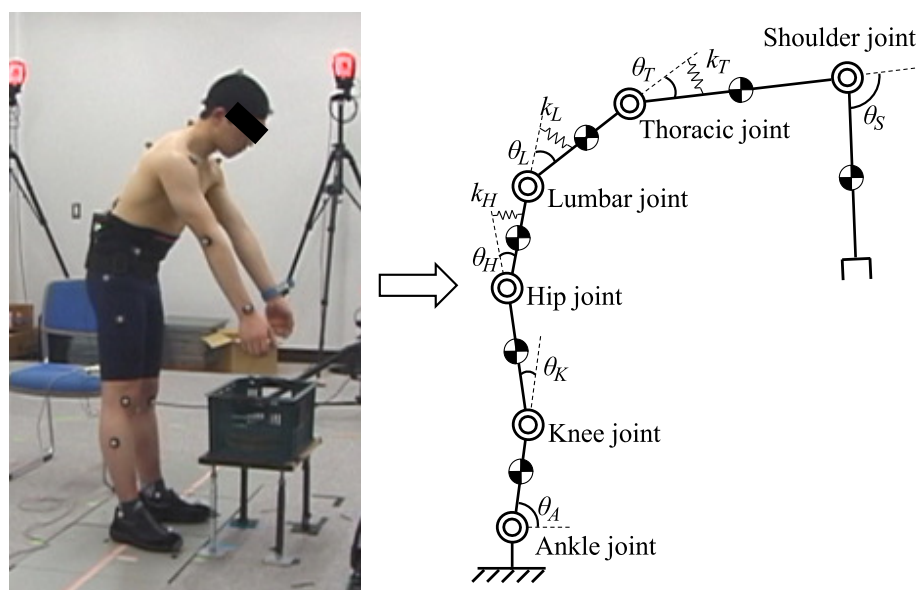 Shoulder joint
θT
kT
θS
kL
Thoracic joint
θL
Lumbar joint
kH
θH
Hip joint
θK
Knee joint
θA
Ankle joint